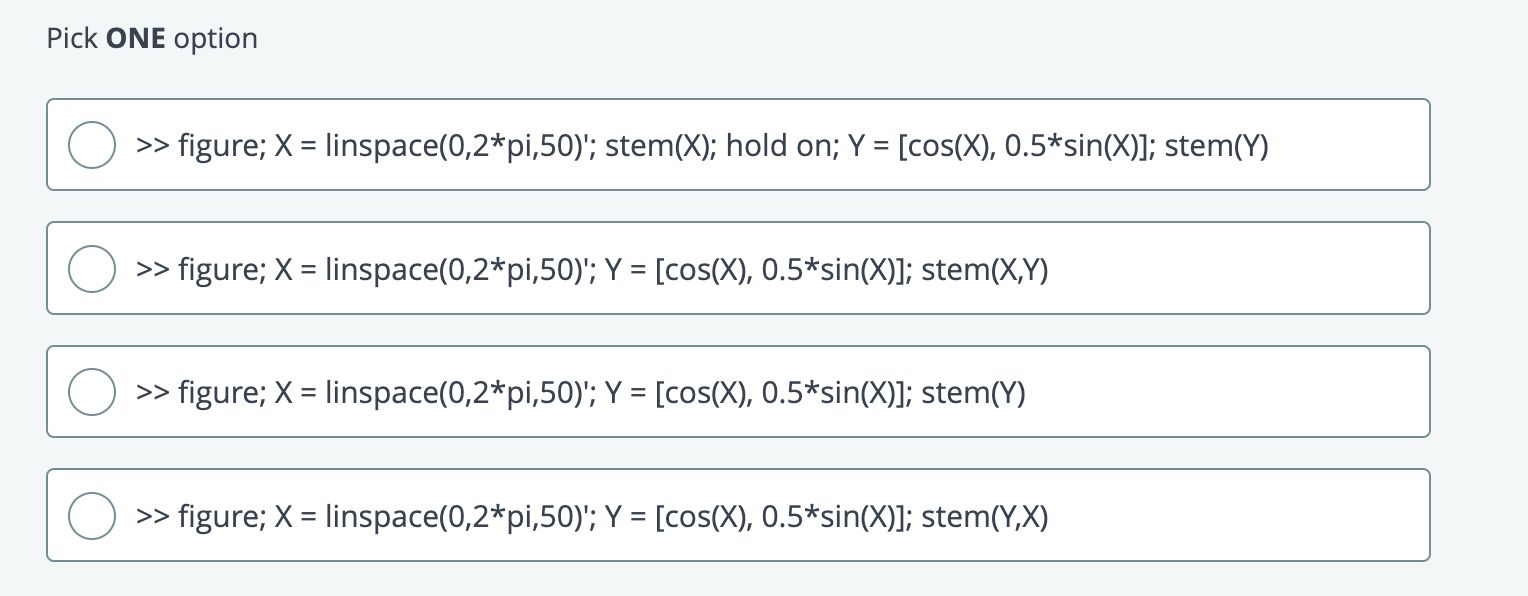 Pick ONE option
>> figure; X = linspace(0,2*pi,50)'; stem(X); hold on; Y = [cos(X), 0.5*sin(X)]; stem(Y)
>> figure; X = linspace(0,2*pi,50)'; Y = [cos(X), 0.5*sin(X)]; stem(X,Y)
>> figure; X = linspace(0,2*pi,50)'; Y = [cos(X), 0.5*sin(X)]; stem(Y)
>> figure; X = linspace(0,2*pi,50)'; Y = [cos(X), 0.5*sin(X)]; stem(Y,X)